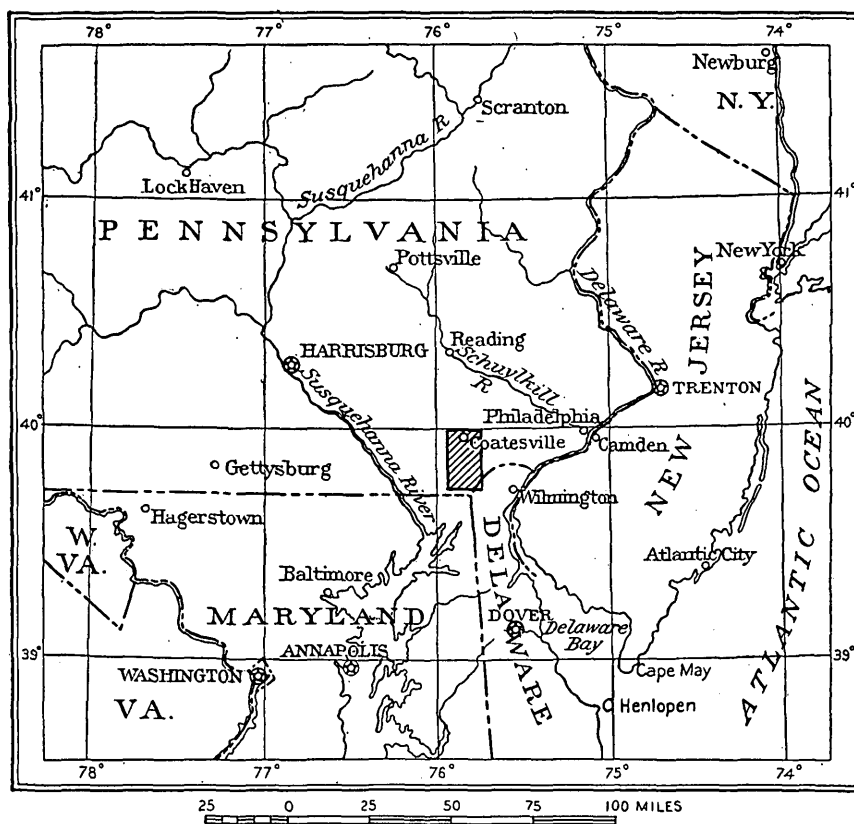 78° 77° 76° 75° 74°
Newburg
N. Y.
Scranton
Susquehanna R
Lock Haven
41° 41°
PENNSYLVANIA
New York
Pottsville
Delaware R
JERSEY
Reading
HARRISBURG
Schuylkill
R
TRENTON
Susquehanna River
Philadelphia
40° 40°
Coatesville
Camden
Gettysburg
NEW
Wilmington
Hagerstown
W.
VA.
ATLANTIC OCEAN
Atlantic City
Baltimore
DELAWARE
MARYLAND
DOVER
Delaware
Bay
ANNAPOLIS
39° 39°
WASHINGTON
Cape May
VA.
Henlopen
78° 77° 76° 75° 74°
25 0 25 50 75 100 MILES